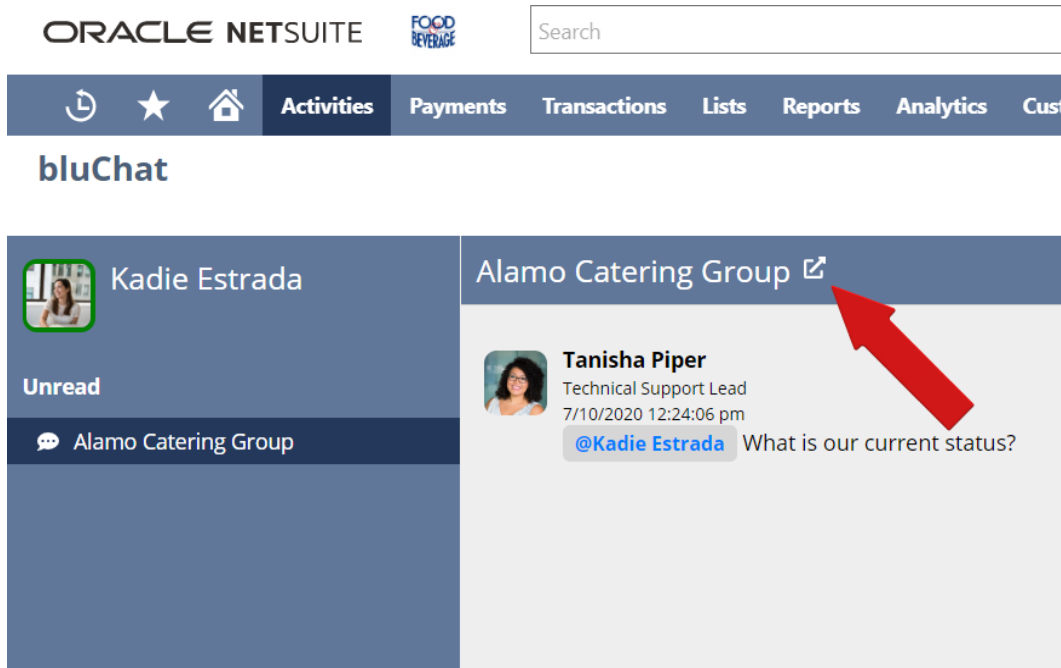 ORACLE NETSUITE
FOOD
BEVERAGE
Search
Activities Payments Transactions Lists Reports Analytics Cust
bluChat
Kadie Estrada
Unread
Alamo Catering Group
Alamo Catering Group
Tanisha Piper
Technical Support Lead
7/10/2020 12:24:06 pm
@Kadie Estrada What is our current status?